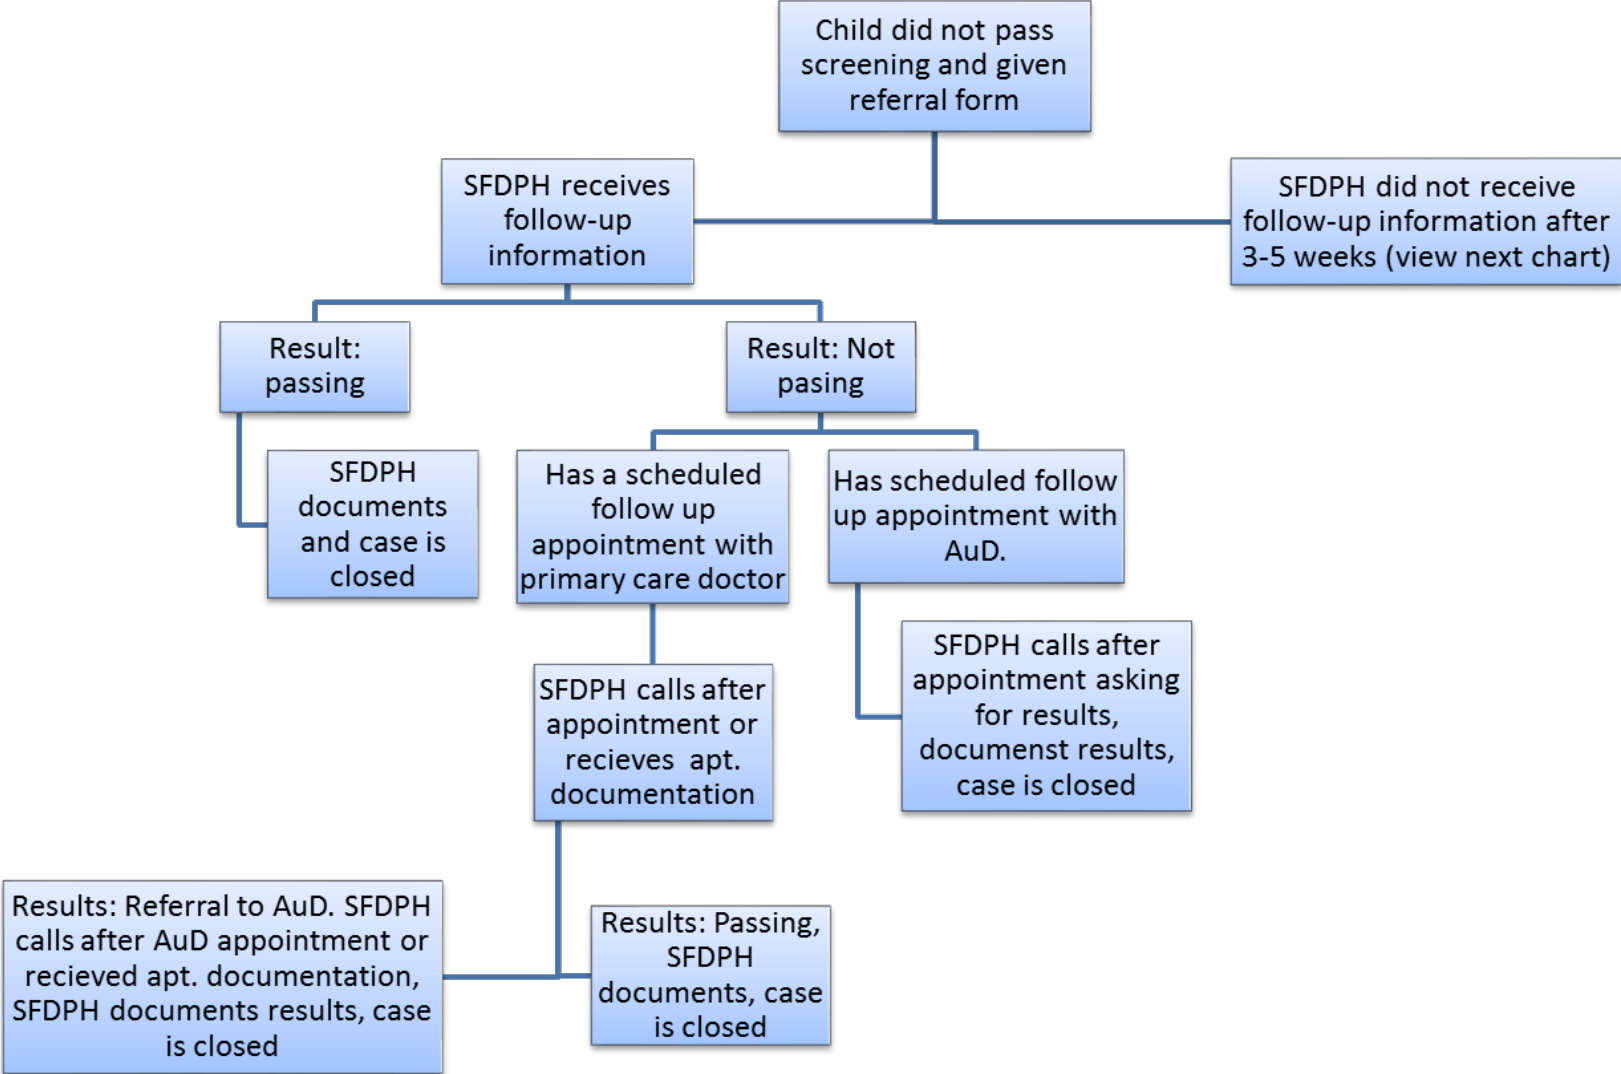 Child did not pass
screening and given
referral form
SFDPH receives
follow-up
information
SFDPH did not receive
follow-up information after
3-5 weeks (view next chart)
Result:
passing
Result: Not
pasing
SFDPH
documents
and case is
closed
Has a scheduled
follow up
appointment with
primary care doctor
Has scheduled follow
up appointment with
AuD.
SFDPH calls after
appointment or
recieves apt.
documentation
SFDPH calls after
appointment asking
for results,
documenst results,
case is closed
Results: Referral to AuD. SFDPH
calls after AuD appointment or
recieved apt. documentation,
SFDPH documents results, case
is closed
Results: Passing,
SFDPH
documents, case
is closed